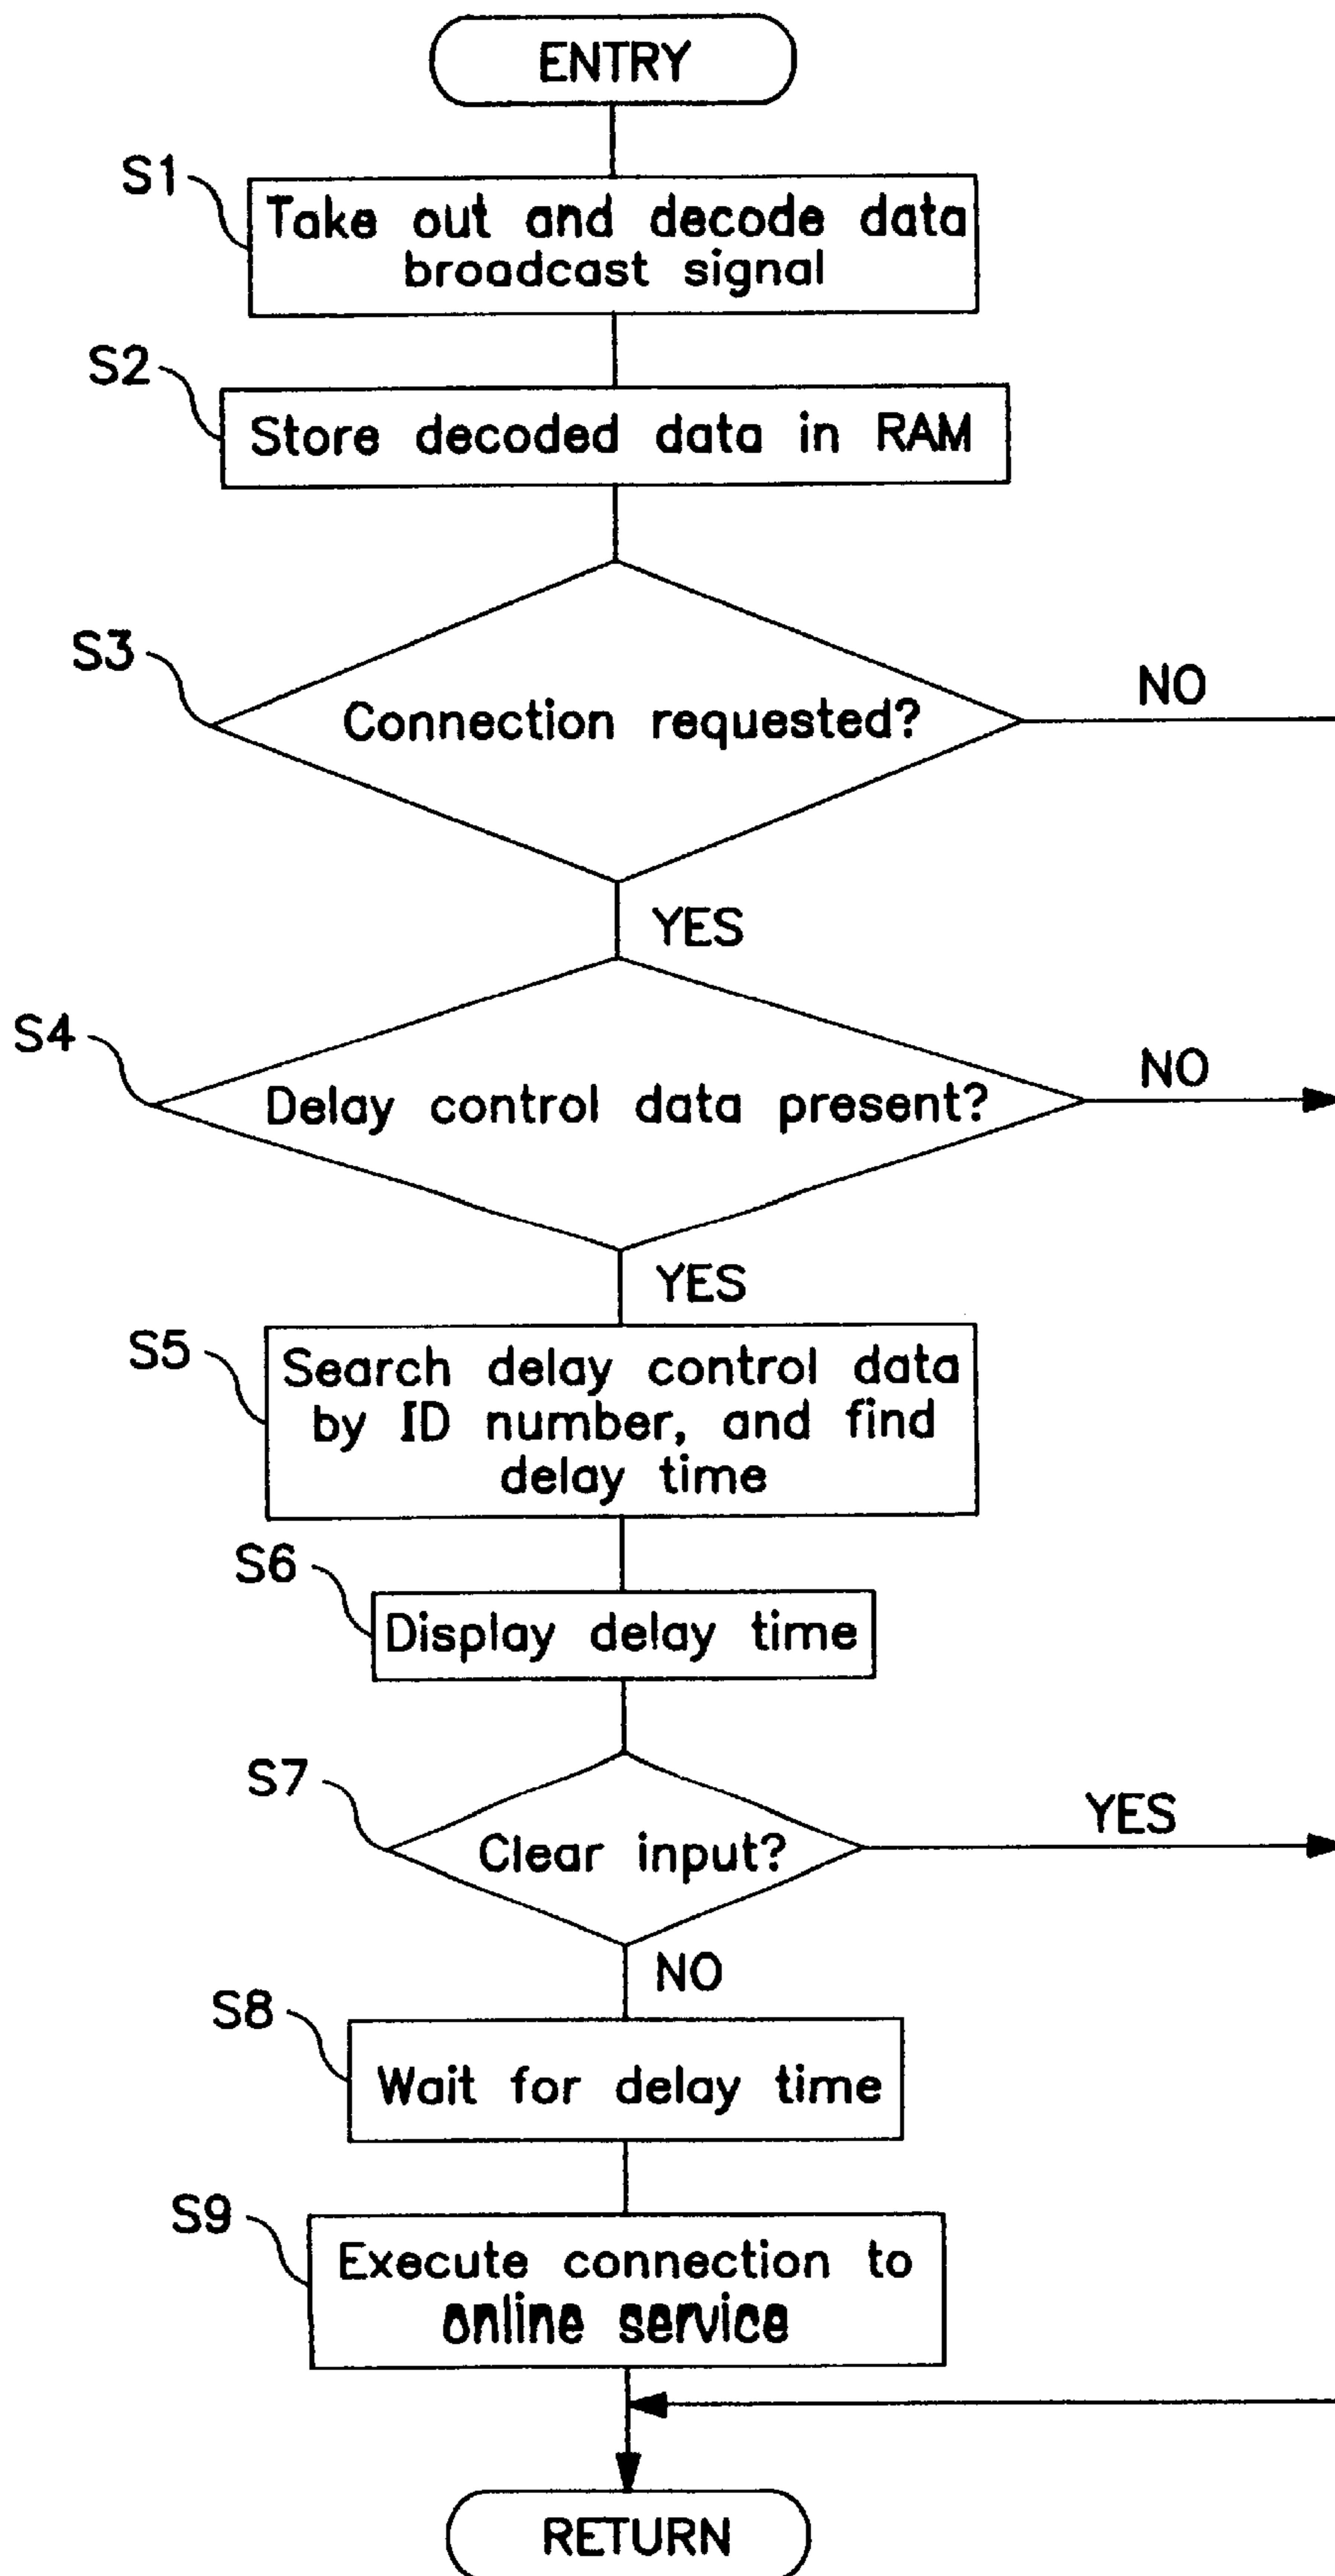 ENTRY
S1
Take out and decode data
broadcast signal
S2
Store decoded data in RAM
S3
Connection requested?
NO
YES
S4
Delay control data present?
NO
YES
S5
Search delay control data
by ID number, and find
delay time
S6
Display delay time
S7
Clear input?
YES
NO
S8
Wait for delay time
S9
Execute connection to
online service
RETURN